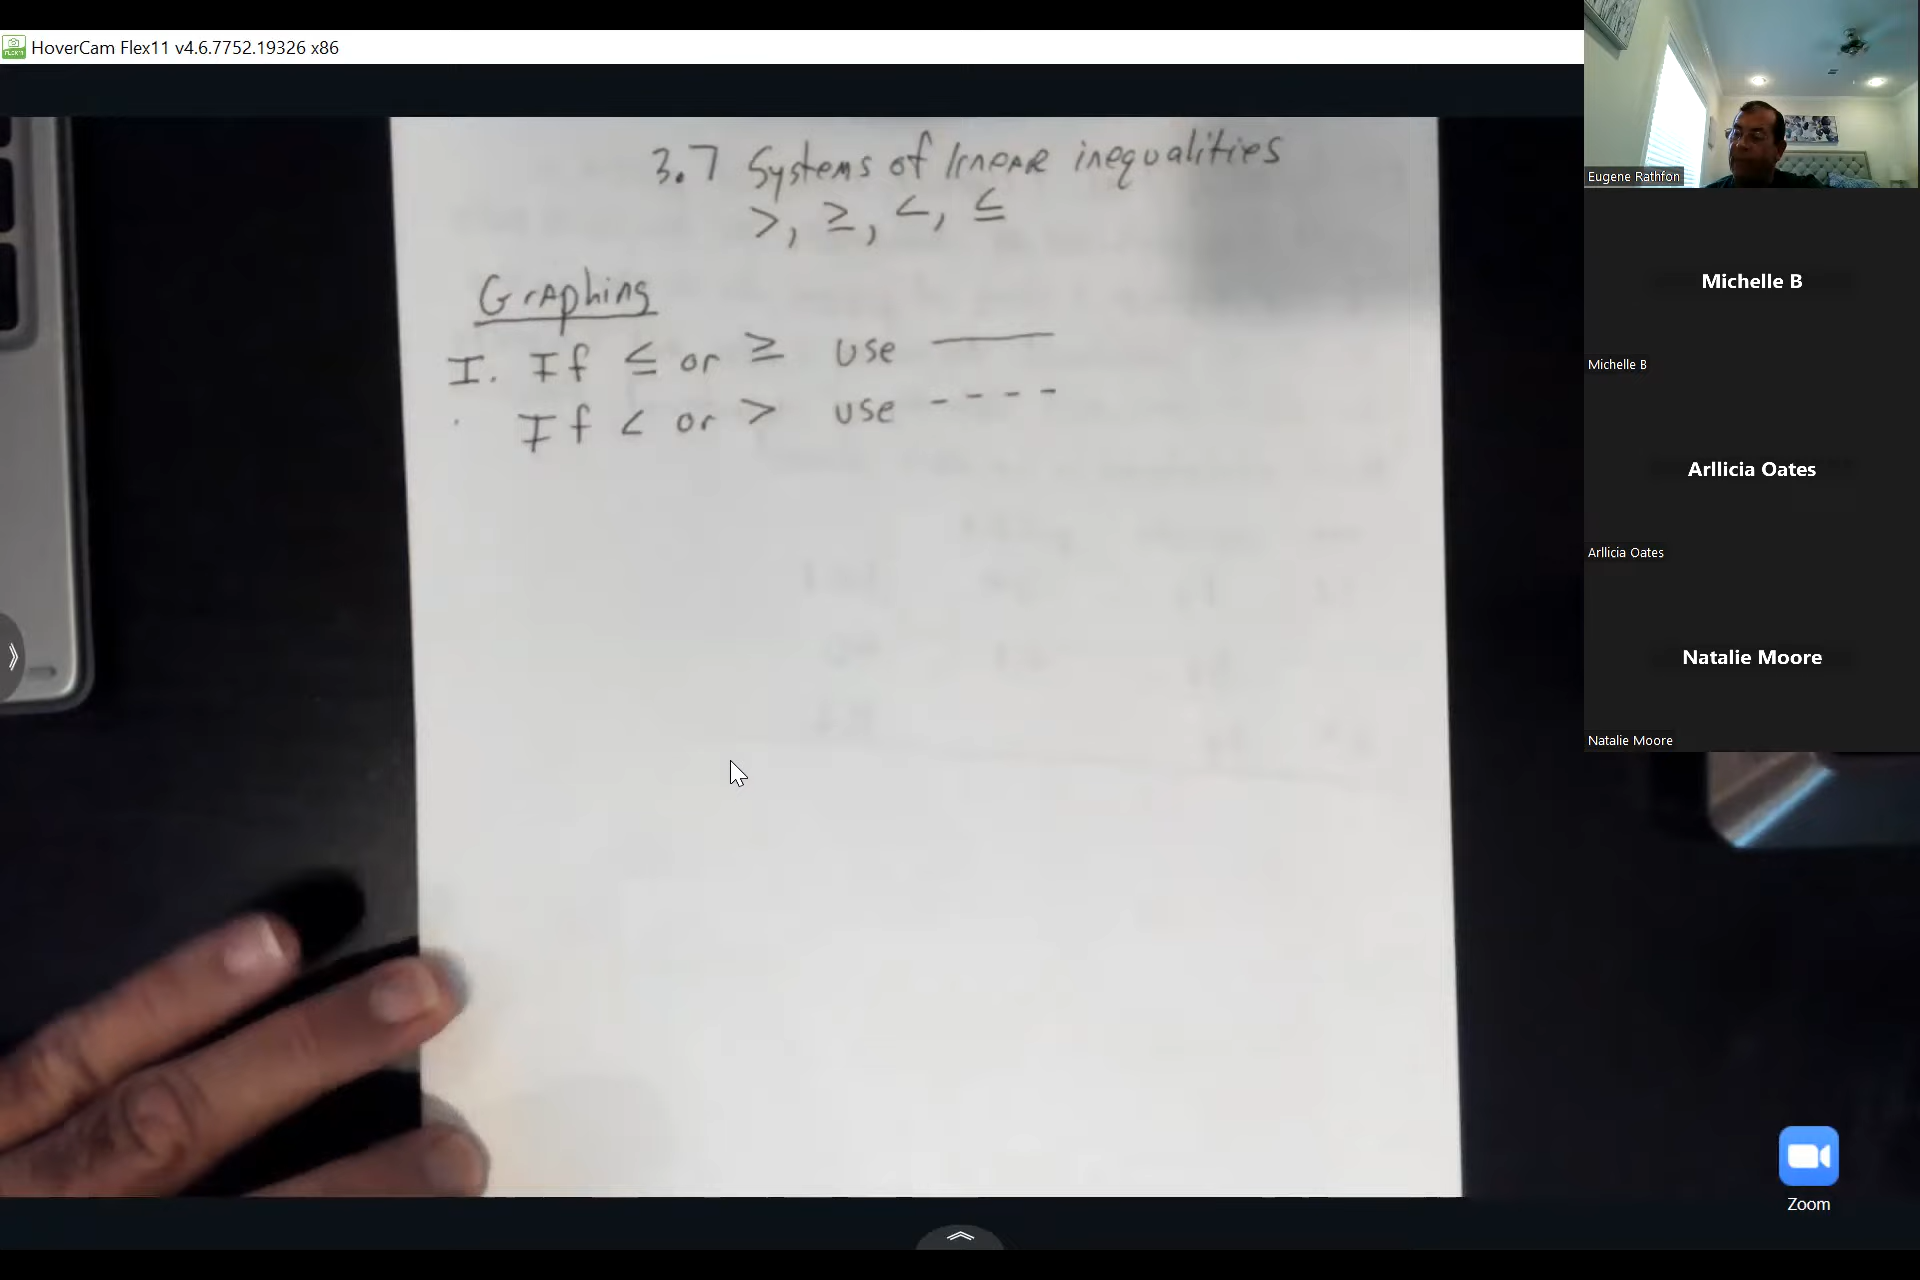 HoverCam Flex11 v4.6.7752.19326 x86
3.7 Systems of linear inequalities
>, ≥, <, ≤
Graphing
I. If ≤ or ≥ use ———
If < or > use - - - -
Eugene Rathfon
Michelle B
Michelle B
Arllicia Oates
Arllicia Oates
Natalie Moore
Natalie Moore
Zoom